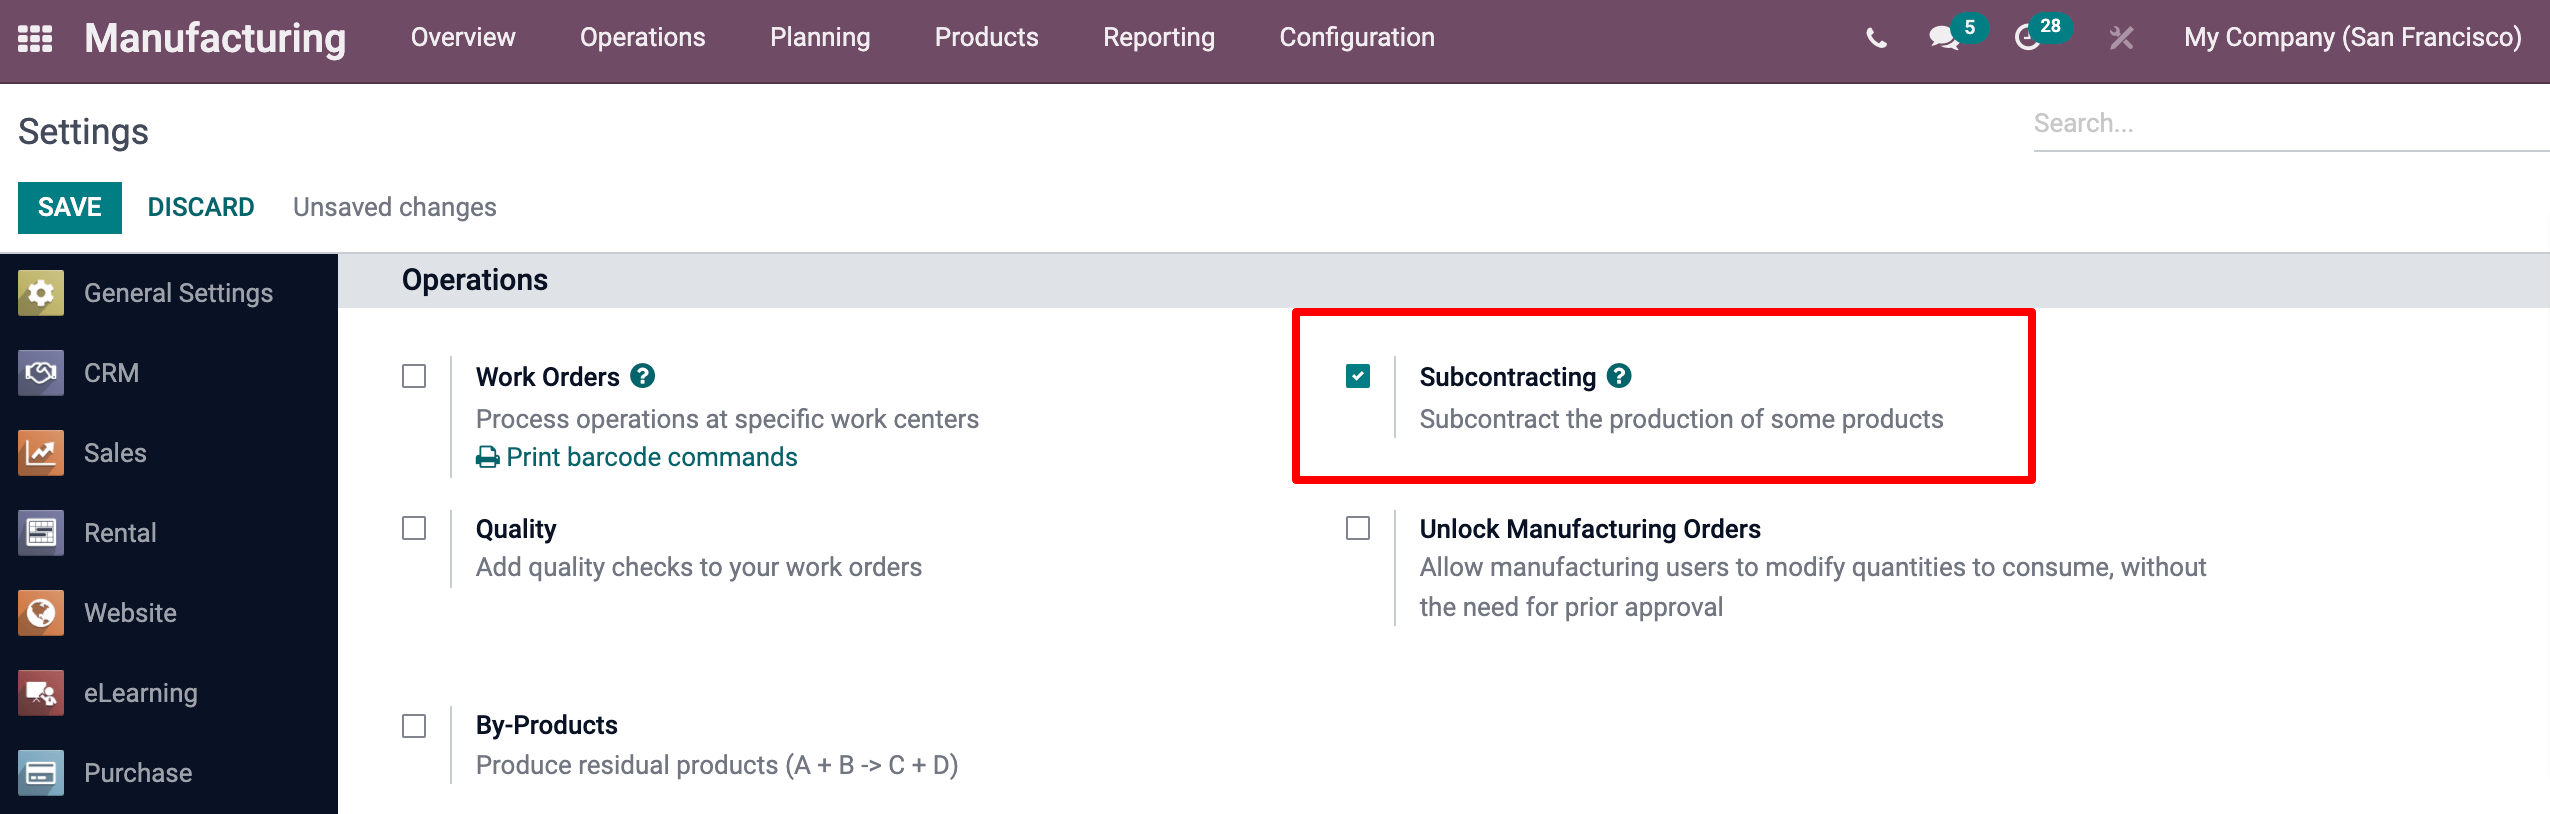 Manufacturing Overview Operations Planning Products Reporting Configuration 5 28 My Company (San Francisco)
Settings
Search...
SAVE DISCARD Unsaved changes
General Settings
CRM
Sales
Rental
Website
eLearning
Purchase
Operations
Work Orders ?
Process operations at specific work centers
Print barcode commands
Subcontracting ?
Subcontract the production of some products
Quality
Add quality checks to your work orders
Unlock Manufacturing Orders
Allow manufacturing users to modify quantities to consume, without
the need for prior approval
By-Products
Produce residual products (A + B -> C + D)